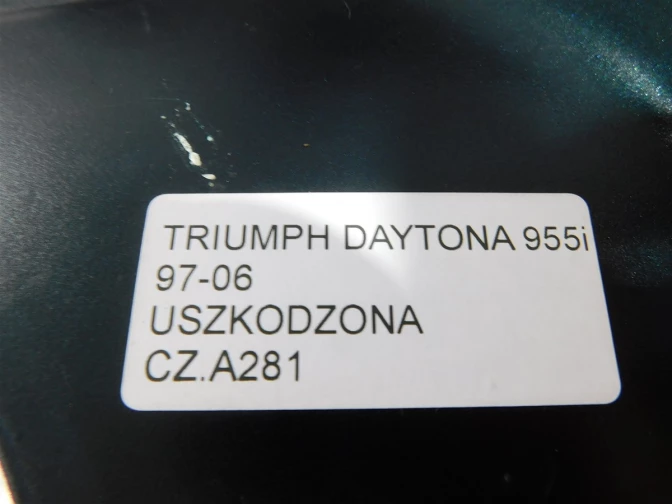 TRIUMPH DAYTONA 955i
97-06
USZKODZONA
CZ.A281